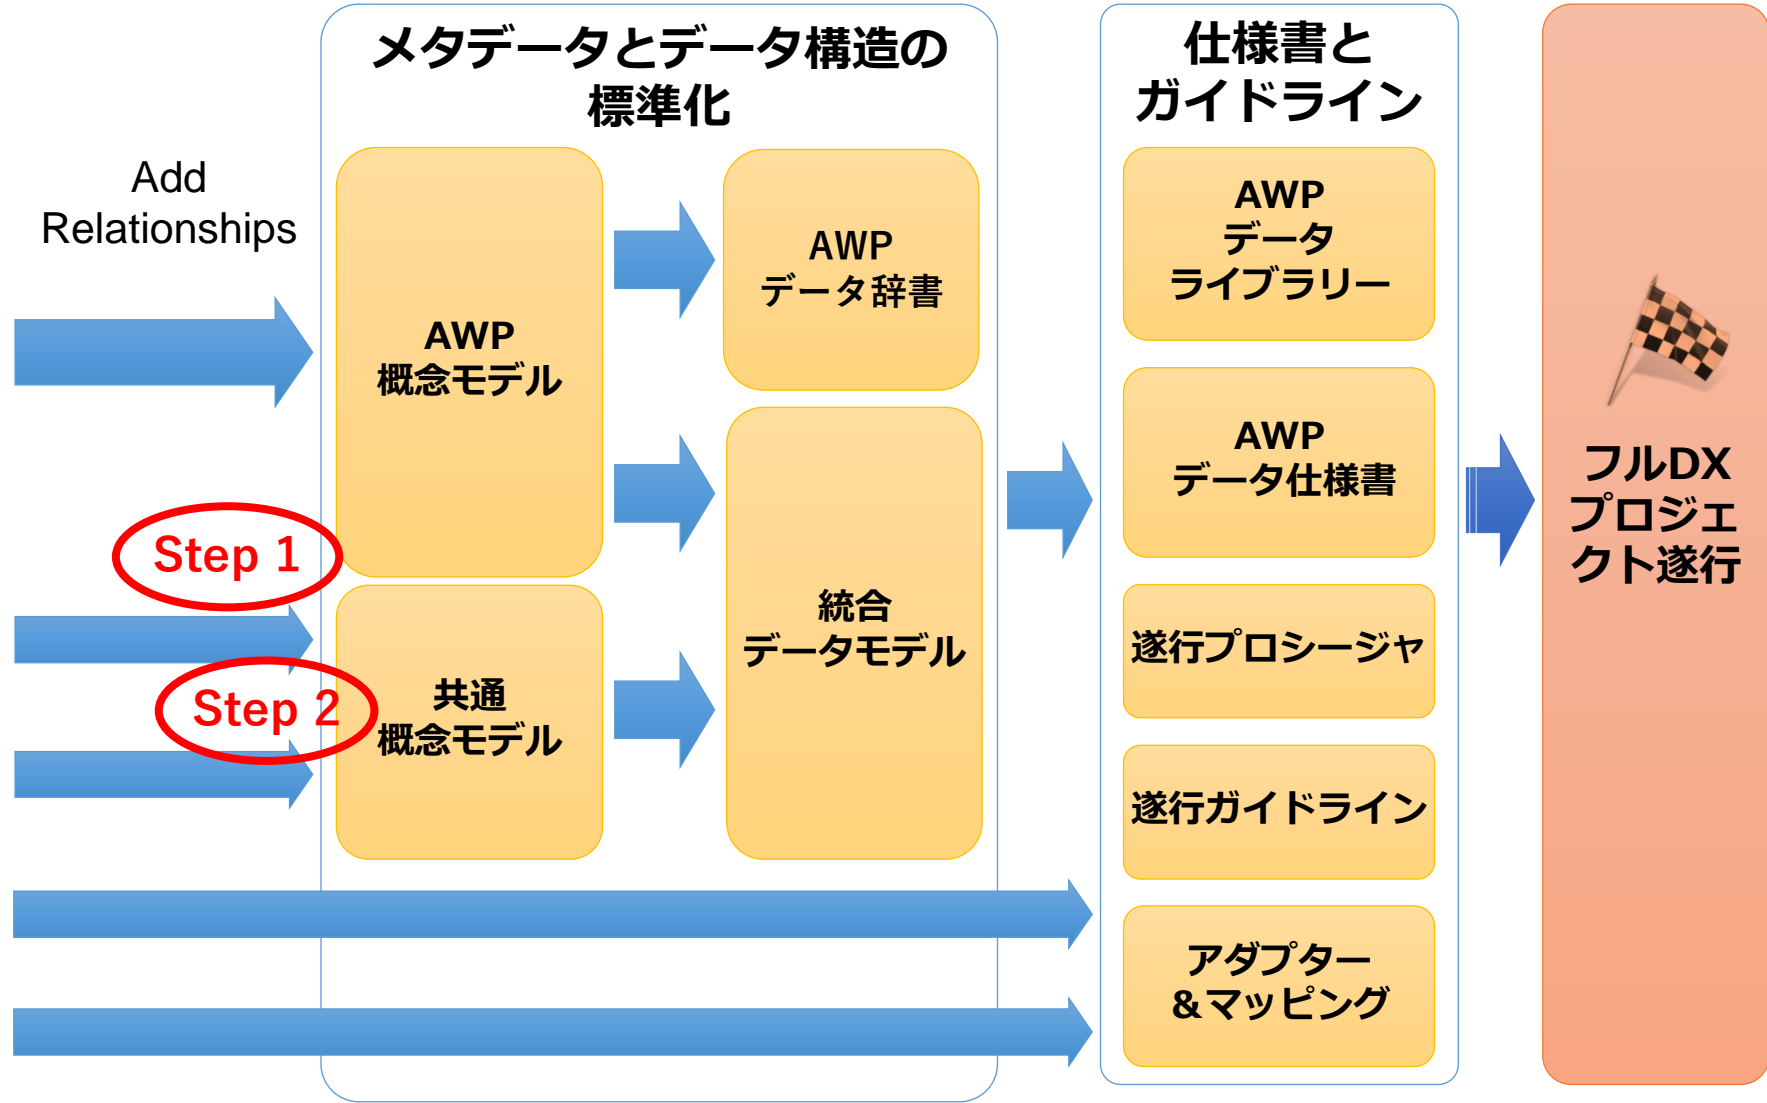 メタデータとデータ構造の
標準化
仕様書と
ガイドライン
Add
Relationships
AWP
概念モデル
AWP
データ辞書
Step 1
Step 2
共通
概念モデル
統合
データモデル
AWP
データ
ライブラリー
AWP
データ仕様書
遂行プロシージャ
遂行ガイドライン
アダプター
&マッピング
フルDX
プロジェ
クト遂行